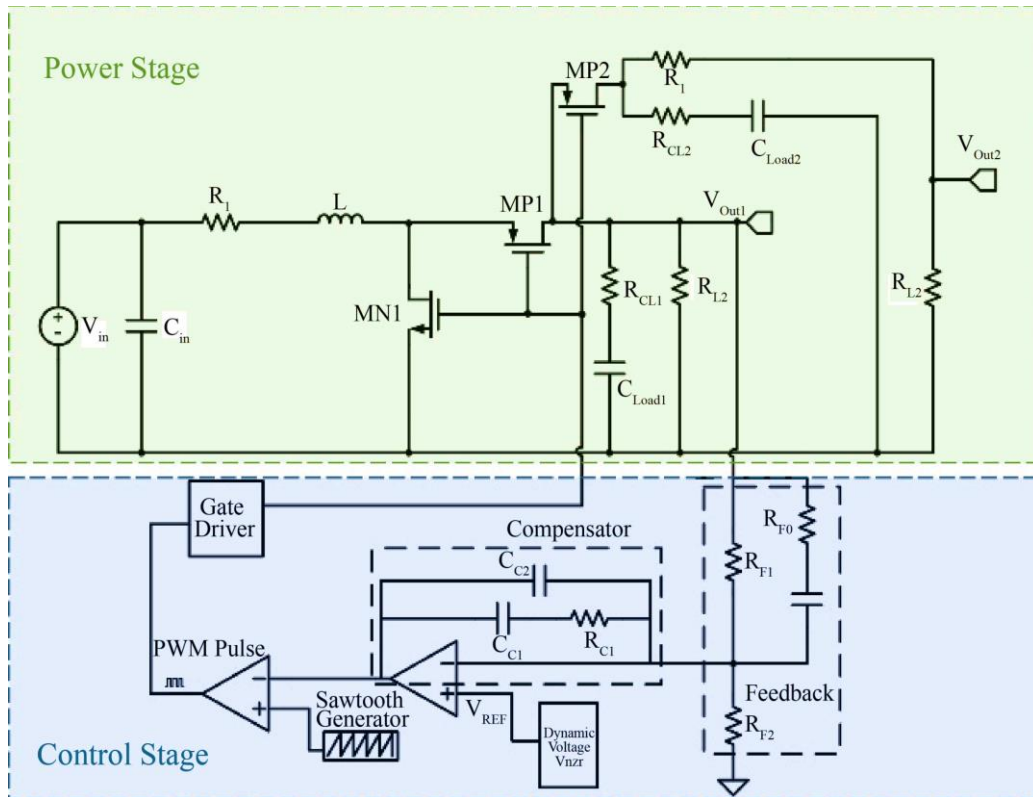 Power Stage
MP2
R1
RCL2
CLoad2
VOut2
R1
L
MP1
VOut1
RCL1
RL2
RL2
MN1
+
-
Vin
Cin
CLoad1
Gate
Driver
Compensator
CC2
CC1
RC1
RF0
RF1
PWM Pulse
Sawtooth
Generator
−
+
−
+
VREF
Dynamic
Voltage
Vnzr
Feedback
RF2
Control Stage